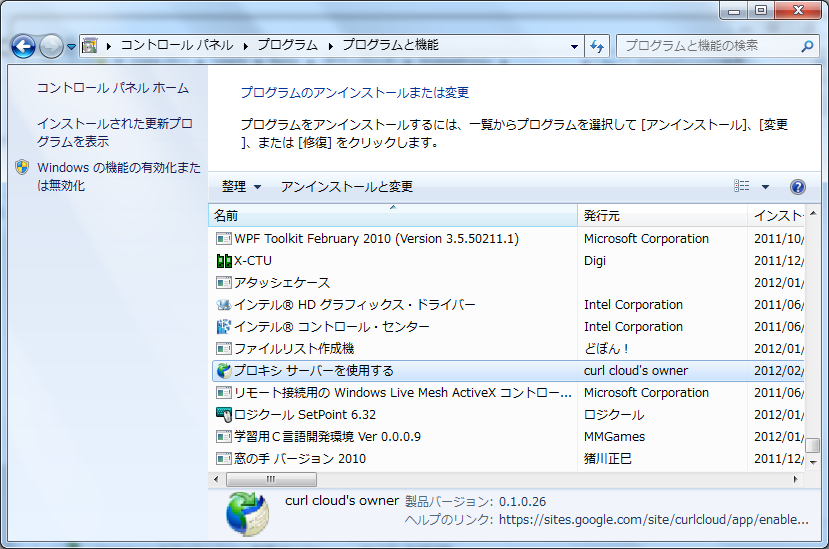 コントロール パネル ▸ プログラム ▸ プログラムと機能
プログラムと機能の検索
コントロール パネル ホーム
インストールされた更新プロ
グラムを表示
Windows の機能の有効化また
は無効化
プログラムのアンインストールまたは変更
プログラムをアンインストールするには、一覧からプログラムを選択して [アンインストール]、[変更
]、または [修復] をクリックします。
整理 アンインストールと変更
名前 発行元 インスト
WPF Toolkit February 2010 (Version 3.5.50211.1) Microsoft Corporation 2011/10/
X-CTU Digi 2011/12/
アタッシェケース 2012/01/
インテル® HD グラフィックス・ドライバー Intel Corporation 2011/06/
インテル® コントロール・センター Intel Corporation 2011/06/
ファイルリスト作成機 どぼん！ 2012/01/
プロキシ サーバーを使用する curl cloud's owner 2012/02/
リモート接続用の Windows Live Mesh ActiveX コントロー... Microsoft Corporation 2011/06/
ロジクール SetPoint 6.32 ロジクール 2012/01/
学習用Ｃ言語開発環境 Ver 0.0.0.9 MMGames 2012/01/
窓の手 バージョン 2010 猪川正巳 2011/12/
curl cloud's owner 製品バージョン: 0.1.0.26
ヘルプのリンク: https://sites.google.com/site/curlcloud/app/enable...